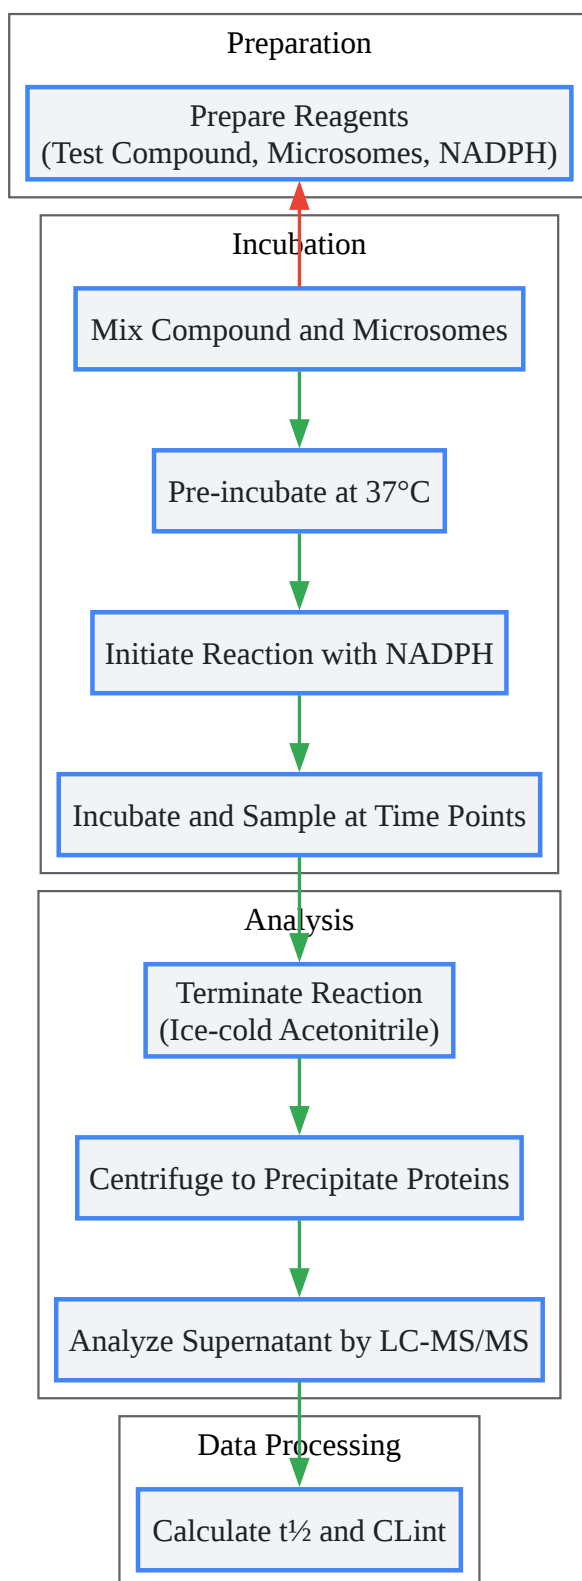 Preparation
Prepare Reagents
(Test Compound, Microsomes, NADPH)
Incubation
Mix Compound and Microsomes
Pre-incubate at 37°C
Initiate Reaction with NADPH
Incubate and Sample at Time Points
Analysis
Terminate Reaction
(Ice-cold Acetonitrile)
Centrifuge to Precipitate Proteins
Analyze Supernatant by LC-MS/MS
Data Processing
Calculate t½ and CLint